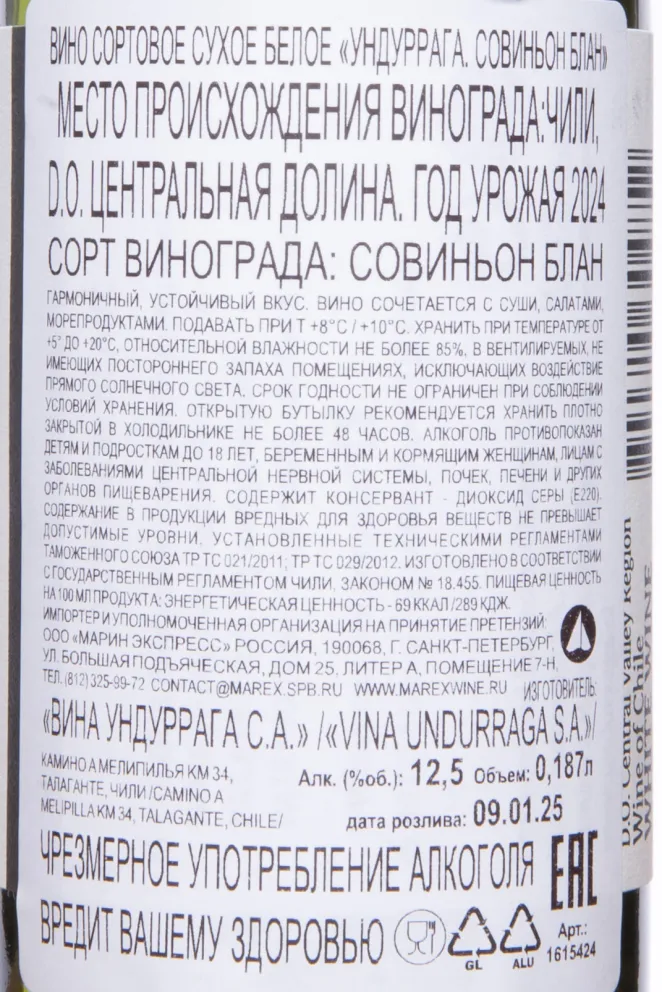 ВИНО СОРТОВОЕ СУХОЕ БЕЛОЕ «УНДУРРАГА. СОВИНЬОН БЛАН»
МЕСТО ПРОИСХОЖДЕНИЯ ВИНОГРАДА:ЧИЛИ,
D.O. ЦЕНТРАЛЬНАЯ ДОЛИНА. ГОД УРОЖАЯ 2024
СОРТ ВИНОГРАДА: СОВИНЬОН БЛАН
ГАРМОНИЧНЫЙ, УСТОЙЧИВЫЙ ВКУС. ВИНО СОЧЕТАЕТСЯ С СУШИ, САЛАТАМИ,
МОРЕПРОДУКТАМИ. ПОДАВАТЬ ПРИ Т +8°С / +10°С. ХРАНИТЬ ПРИ ТЕМПЕРАТУРЕ ОТ
+5° ДО +20°С, ОТНОСИТЕЛЬНОЙ ВЛАЖНОСТИ НЕ БОЛЕЕ 85%, В ВЕНТИЛИРУЕМЫХ, НЕ
ИМЕЮЩИХ ПОСТОРОННЕГО ЗАПАХА ПОМЕЩЕНИЯХ, ИСКЛЮЧАЮЩИХ ВОЗДЕЙСТВИЕ
ПРЯМОГО СОЛНЕЧНОГО СВЕТА. СРОК ГОДНОСТИ НЕ ОГРАНИЧЕН ПРИ СОБЛЮДЕНИИ
УСЛОВИЙ ХРАНЕНИЯ. ОТКРЫТУЮ БУТЫЛКУ РЕКОМЕНДУЕТСЯ ХРАНИТЬ ПЛОТНО
ЗАКРЫТОЙ В ХОЛОДИЛЬНИКЕ НЕ БОЛЕЕ 48 ЧАСОВ. АЛКОГОЛЬ ПРОТИВОПОКАЗАН
ДЕТЯМ И ПОДРОСТКАМ ДО 18 ЛЕТ, БЕРЕМЕННЫМ И КОРМЯЩИМ ЖЕНЩИНАМ, ЛИЦАМ С
ЗАБОЛЕВАНИЯМИ ЦЕНТРАЛЬНОЙ НЕРВНОЙ СИСТЕМЫ, ПОЧЕК, ПЕЧЕНИ И ДРУГИХ
ОРГАНОВ ПИЩЕВАРЕНИЯ. СОДЕРЖИТ КОНСЕРВАНТ - ДИОКСИД СЕРЫ (Е220).
СОДЕРЖАНИЕ В ПРОДУКЦИИ ВРЕДНЫХ ДЛЯ ЗДОРОВЬЯ ВЕЩЕСТВ НЕ ПРЕВЫШАЕТ
ДОПУСТИМЫЕ УРОВНИ, УСТАНОВЛЕННЫЕ ТЕХНИЧЕСКИМИ РЕГЛАМЕНТАМИ
ТАМОЖЕННОГО СОЮЗА ТР ТС 021/2011; ТР ТС 029/2012. ИЗГОТОВЛЕНО В СООТВЕТСТВИИ
С ГОСУДАРСТВЕННЫМ РЕГЛАМЕНТОМ ЧИЛИ, ЗАКОНОМ № 18.455. ПИЩЕВАЯ ЦЕННОСТЬ
НА 100 МЛ ПРОДУКТА: ЭНЕРГЕТИЧЕСКАЯ ЦЕННОСТЬ - 69 ККАЛ /289 КДЖ.
ИМПОРТЕР И УПОЛНОМОЧЕННАЯ ОРГАНИЗАЦИЯ НА ПРИНЯТИЕ ПРЕТЕНЗИЙ:
ООО «МАРИН ЭКСПРЕСС» РОССИЯ, 190068, Г. САНКТ-ПЕТЕРБУРГ,
УЛ. БОЛЬШАЯ ПОДЪЯЧЕСКАЯ, ДОМ 25, ЛИТЕР А, ПОМЕЩЕНИЕ 7-Н,
ТЕЛ. (812) 325-99-72 CONTACT@MAREX.SPB.RU WWW.MAREXWINE.RU ИЗГОТОВИТЕЛЬ:
«ВИНА УНДУРРАГА С.А.» /«VINA UNDURRAGA S.A.»/
КАМИНО А МЕЛИПИЛЬЯ КМ 34,
ТАЛАГАНТЕ, ЧИЛИ /CAMINO A
MELIPILLA KM 34, TALAGANTE, CHILE/
Алк. (%об.): 12,5 Объем: 0,187л
дата розлива: 09.01.25
ЧРЕЗМЕРНОЕ УПОТРЕБЛЕНИЕ АЛКОГОЛЯ
ВРЕДИТ ВАШЕМУ ЗДОРОВЬЮ
EAC
GL
ALU
Арт.:
1615424
D.O. Central Valley Region
Wine of Chile
WHITE WINE